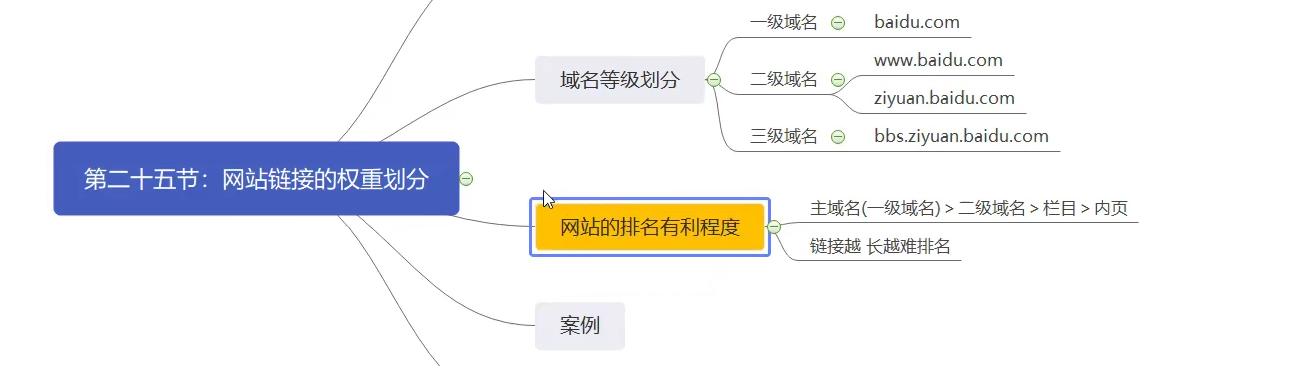 第二十五节：网站链接的权重划分
域名等级划分
一级域名
baidu.com
二级域名
www.baidu.com
ziyuan.baidu.com
三级域名
bbs.ziyuan.baidu.com
网站的排名有利程度
主域名(一级域名) > 二级域名 > 栏目 > 内页
链接越 长越难排名
案例